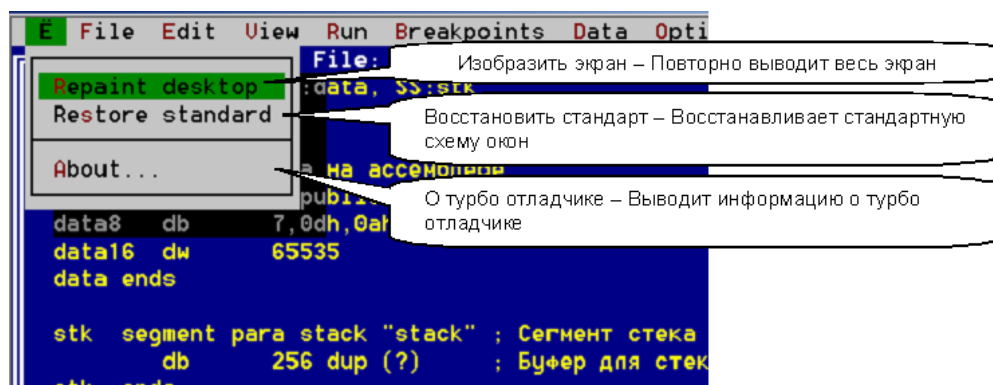 Ё File Edit View Run Breakpoints Data Opti
File:
Изобразить экран – Повторно выводит весь экран
Repaint desktop :data, SS:stk
Restore standard
Восстановить стандарт – Восстанавливает стандартную
схему окон
About... на ассемблере
О турбо отладчике – Выводит информацию о турбо
отладчике
data8 db 7,0dh,0ah
data16 dw 65535
data ends
stk segment para stack "stack" ; Сегмент стека
db 256 dup (?) ; Буфер для стек
stk ends